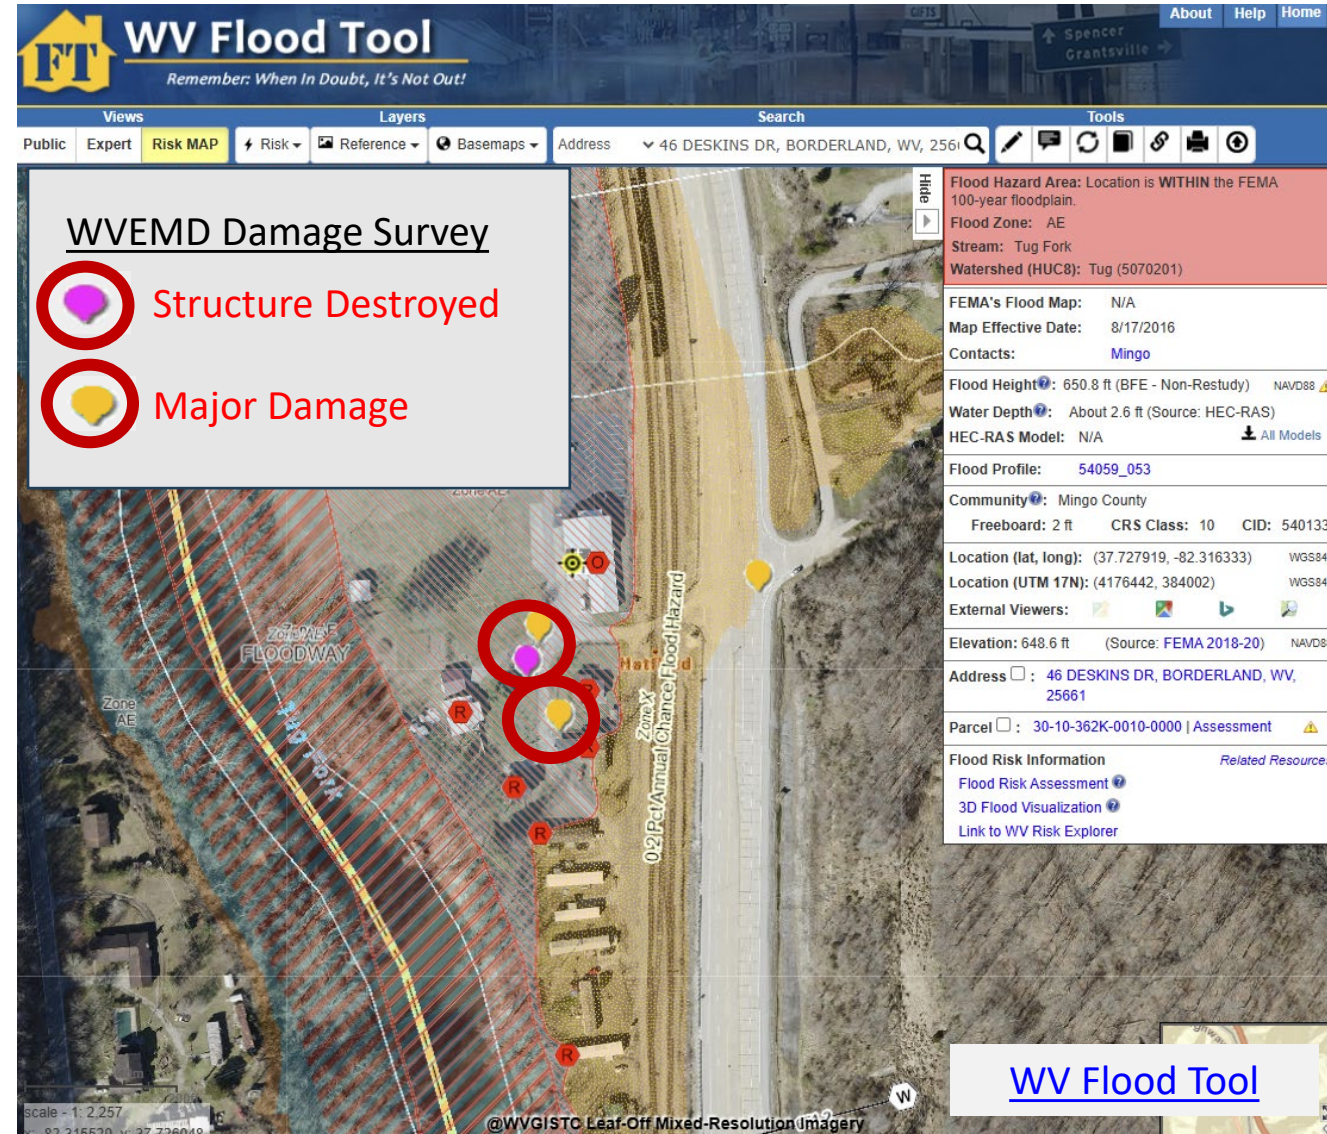 About Help Home
FT
WV Flood Tool
Remember: When In Doubt, It's Not Out!
GIFTS
Spencer
Grantsville
Views Layers Search Tools
Public Expert Risk MAP Risk Reference Basemaps Address 46 DESKINS DR, BORDERLAND, WV, 256
WVEMD Damage Survey
Structure Destroyed
Major Damage
Hide
Flood Hazard Area: Location is WITHIN the FEMA
100-year floodplain.
Flood Zone: AE
Stream: Tug Fork
Watershed (HUC8): Tug (5070201)
FEMA's Flood Map: N/A
Map Effective Date: 8/17/2016
Contacts: Mingo
Flood Height?: 650.8 ft (BFE - Non-Restudy) NAVD88
Water Depth?: About 2.6 ft (Source: HEC-RAS)
HEC-RAS Model: N/A All Models
Flood Profile: 54059_053
Community?: Mingo County
Freeboard: 2 ft CRS Class: 10 CID: 540133
Location (lat, long): (37.727919, -82.316333) WGS84
Location (UTM 17N): (4176442, 384002) WGS84
External Viewers:
Elevation: 648.6 ft (Source: FEMA 2018-20) NAVD8
Address : 46 DESKINS DR, BORDERLAND, WV,
25661
Parcel : 30-10-362K-0010-0000 | Assessment
Flood Risk Information Related Resource
Flood Risk Assessment ?
3D Flood Visualization ?
Link to WV Risk Explorer
Zone AE
O
FLOODWAY
Zone
AE
Tug Fork
Zone X
0.2 Pct Annual Chance Flood Hazard
R
R
R
R
R
R
W
scale - 1: 2,257
@WVGISTC Leaf-Off Mixed-Resolution Imagery
WV Flood Tool